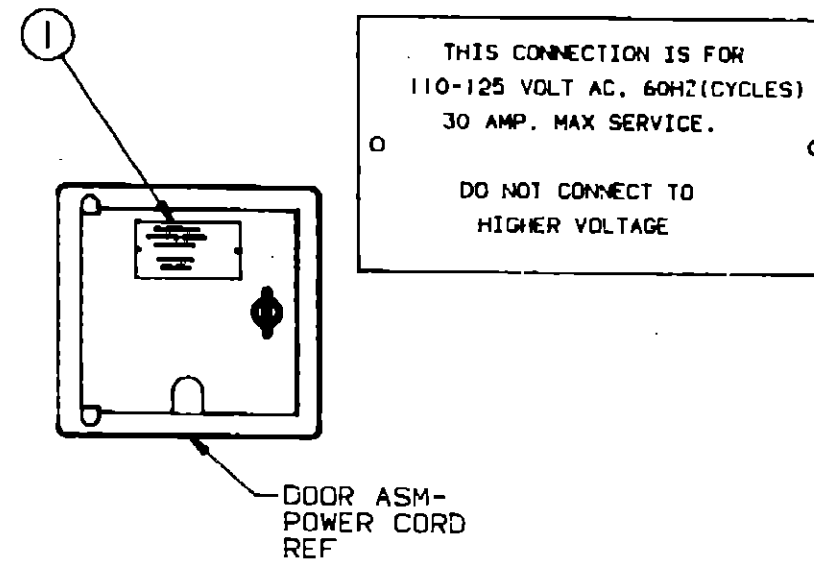 1
THIS CONNECTION IS FOR
110-125 VOLT AC, 60HZ(CYCLES)
30 AMP. MAX SERVICE.
DO NOT CONNECT TO
HIGHER VOLTAGE
DOOR ASM-
POWER CORD
REF